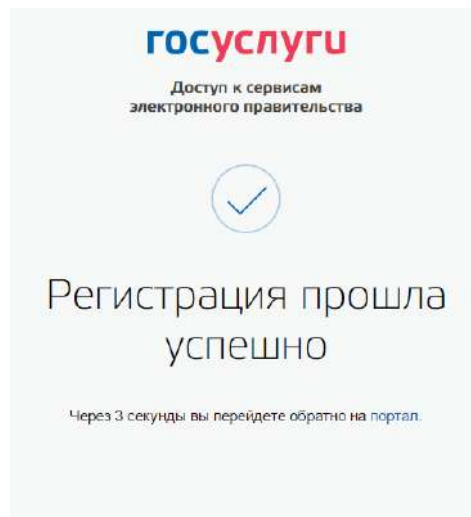 госуслуги
Доступ к сервисам
электронного правительства
Регистрация прошла
успешно
Через 3 секунды вы перейдете обратно на портал.